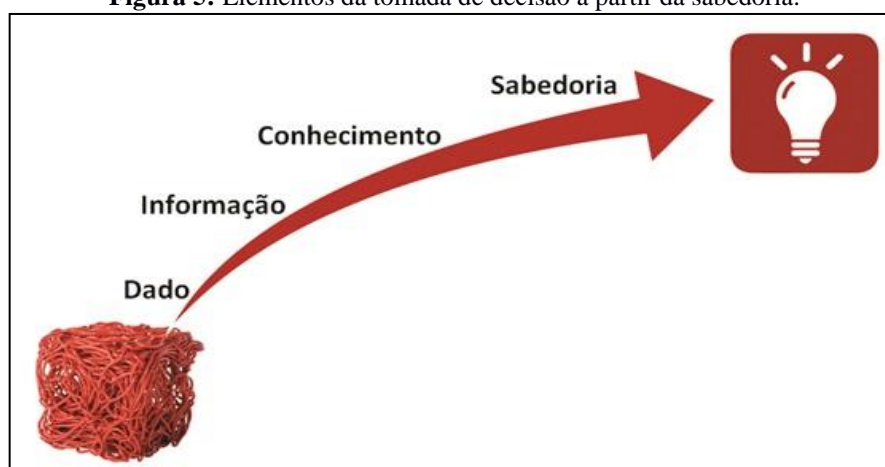 Figura 5: Elementos da tomada de decisão a partir da sabedoria.
Sabedoria
Conhecimento
Informação
Dado